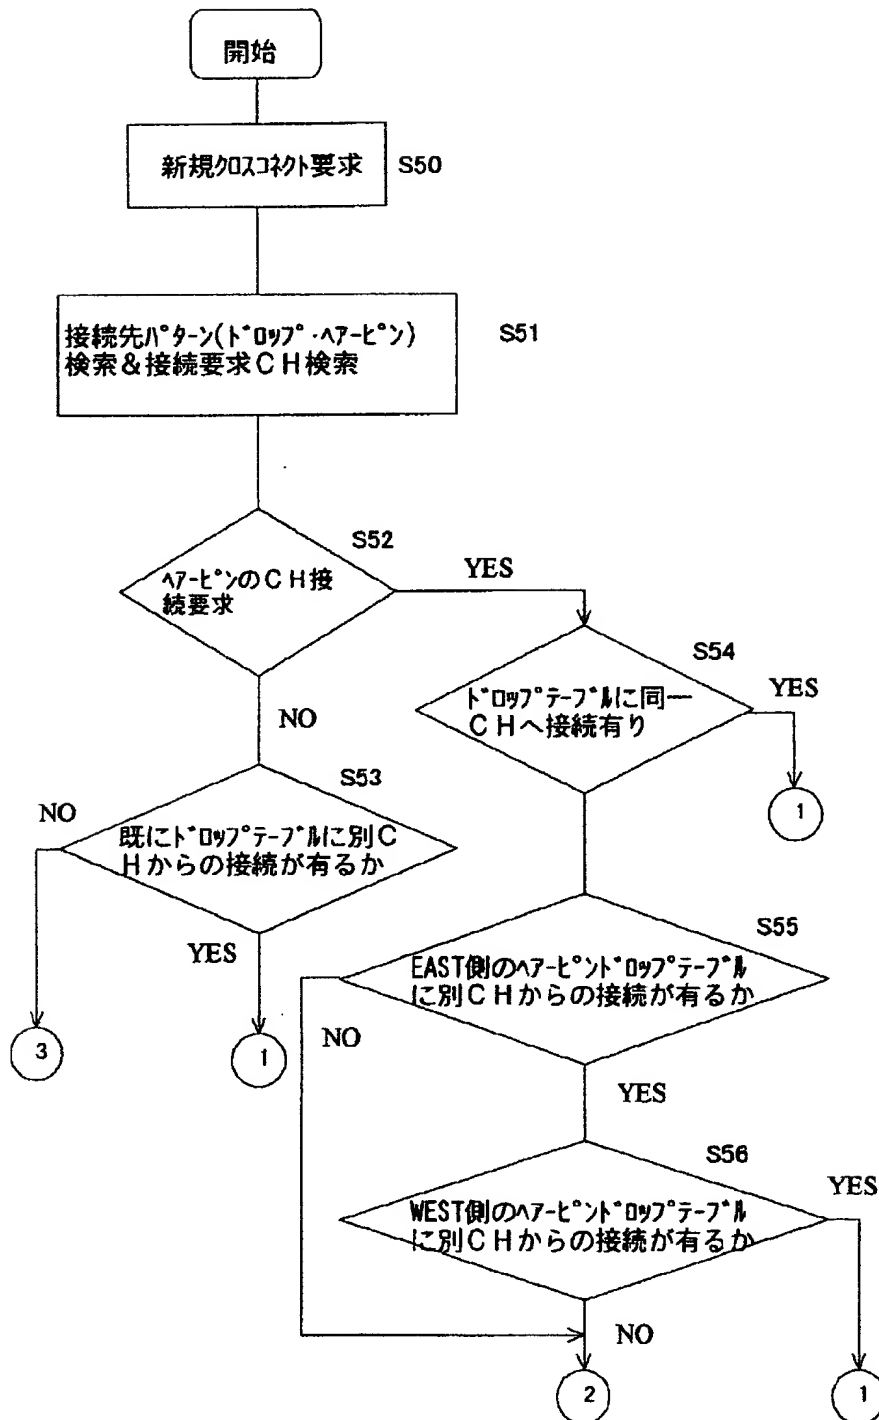 開始
新規クロスコネクト要求
S50
接続先パターン(ドロップ・ヘアーピン)
検索&接続要求CH検索
S51
S52
ヘアーピンのCH接
続要求
YES
NO
S54
ドロップテーブルに同一
CHへ接続有り
YES
1
S53
NO
既にドロップテーブルに別C
Hからの接続が有るか
YES
3
1
S55
EAST側のヘアーピンドロップテーブル
に別CHからの接続が有るか
NO
YES
S56
WEST側のヘアーピンドロップテーブル
に別CHからの接続が有るか
YES
NO
2
1